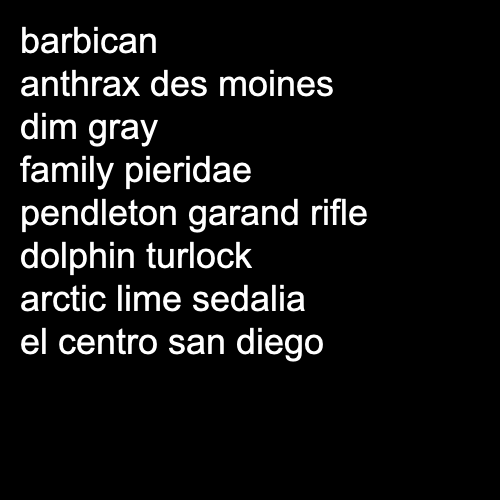 barbican
anthrax des moines
dim gray
family pieridae
pendleton garand rifle
dolphin turlock
arctic lime sedalia
el centro san diego